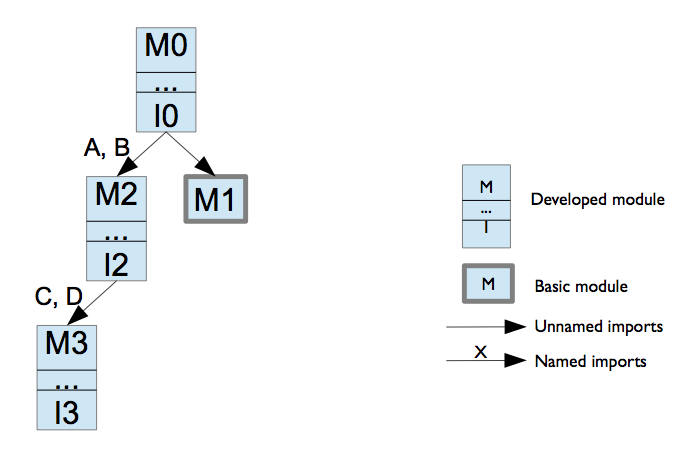 M0
...
I0
A, B
M2
...
I2
M1
C, D
M3
...
I3
M
...
I
Developed module
M
Basic module
Unnamed imports
X
Named imports